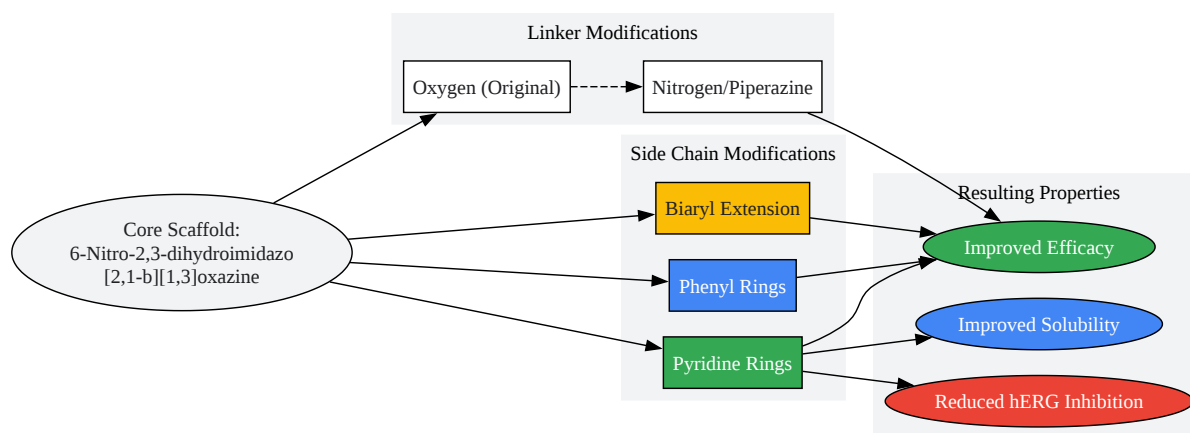 Linker Modifications
Oxygen (Original)
Nitrogen/Piperazine
Side Chain Modifications
Biaryl Extension
Phenyl Rings
Pyridine Rings
Core Scaffold:
6-Nitro-2,3-dihydroimidazo
[2,1-b][1,3]oxazine
Resulting Properties
Improved Efficacy
Improved Solubility
Reduced hERG Inhibition